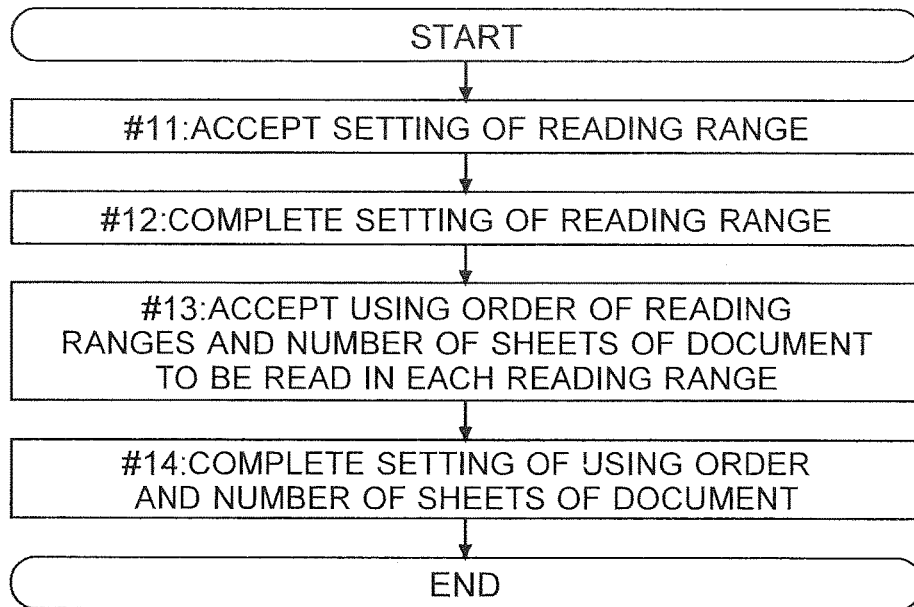 START
#11:ACCEPT SETTING OF READING RANGE
#12:COMPLETE SETTING OF READING RANGE
#13:ACCEPT USING ORDER OF READING
RANGES AND NUMBER OF SHEETS OF DOCUMENT
TO BE READ IN EACH READING RANGE
#14:COMPLETE SETTING OF USING ORDER
AND NUMBER OF SHEETS OF DOCUMENT
END